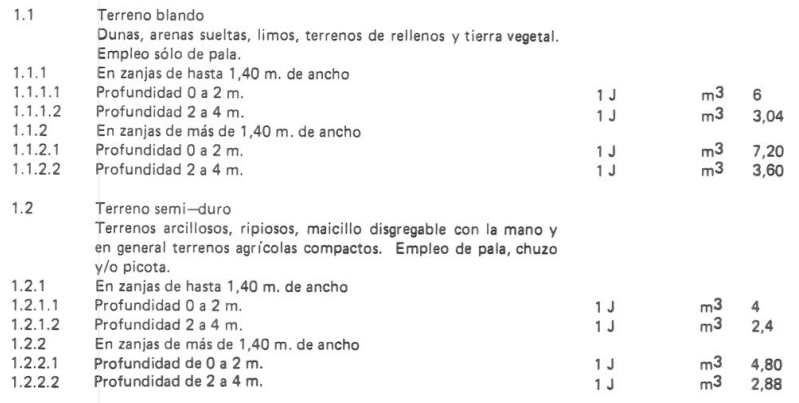 1.1 Terreno blando
Dunas, arenas sueltas, limos, terrenos de rellenos y tierra vegetal.
Empleo sólo de pala.
1.1.1 En zanjas de hasta 1,40 m. de ancho
1.1.1.1 Profundidad 0 a 2 m. 1 J m3 6
1.1.1.2 Profundidad 2 a 4 m. 1 J m3 3,04
1.1.2 En zanjas de más de 1,40 m. de ancho
1.1.2.1 Profundidad 0 a 2 m. 1 J m3 7,20
1.1.2.2 Profundidad 2 a 4 m. 1 J m3 3,60
1.2 Terreno semi—duro
Terrenos arcillosos, ripiosos, maicillo disgregable con la mano y
en general terrenos agrícolas compactos. Empleo de pala, chuzo
y/o picota.
1.2.1 En zanjas de hasta 1,40 m. de ancho
1.2.1.1 Profundidad 0 a 2 m. 1 J m3 4
1.2.1.2 Profundidad 2 a 4 m. 1 J m3 2,4
1.2.2 En zanjas de más de 1,40 m. de ancho
1.2.2.1 Profundidad de 0 a 2 m. 1 J m3 4,80
1.2.2.2 Profundidad de 2 a 4 m. 1 J m3 2,88